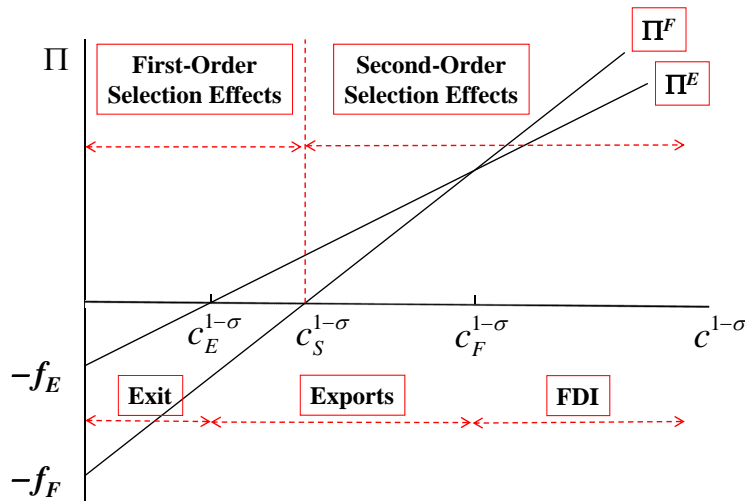 Π
First-Order
Selection Effects
Second-Order
Selection Effects
Π^F
Π^E
c_E^{1−σ}
c_S^{1−σ}
c_F^{1−σ}
c^{1−σ}
−f_E
Exit
Exports
FDI
−f_F